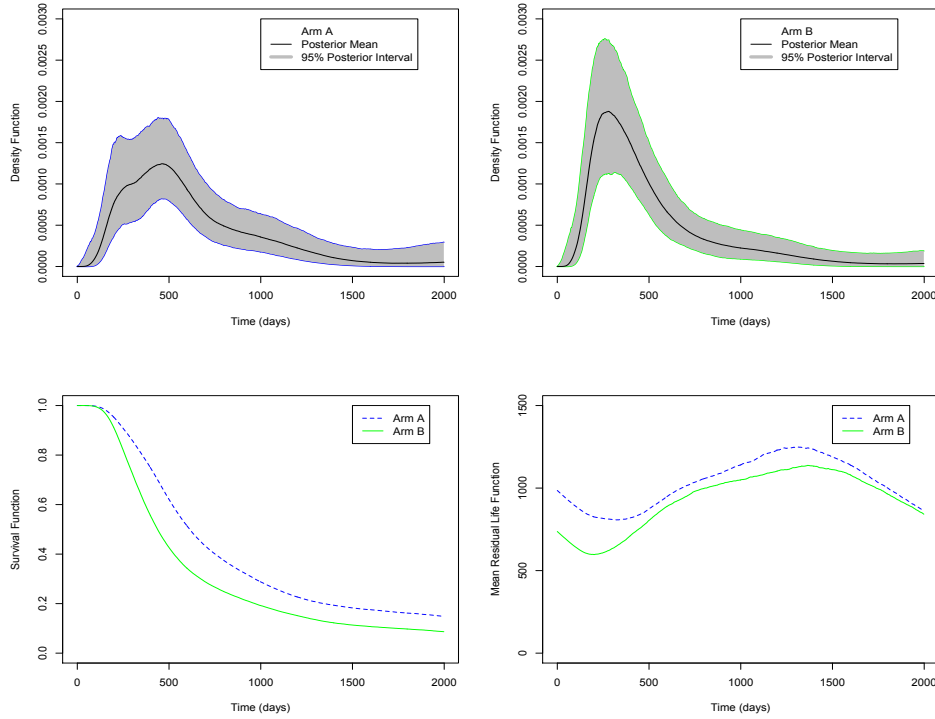 Arm A
Posterior Mean
95% Posterior Interval
Density Function
0.0000 0.0005 0.0010 0.0015 0.0020 0.0025 0.0030
0 500 1000 1500 2000
Time (days)
Arm B
Posterior Mean
95% Posterior Interval
Density Function
0.0000 0.0005 0.0010 0.0015 0.0020 0.0025 0.0030
0 500 1000 1500 2000
Time (days)
Arm A
Arm B
Survival Function
0.0 0.2 0.4 0.6 0.8 1.0
0 500 1000 1500 2000
Time (days)
Arm A
Arm B
Mean Residual Life Function
0 500 1000 1500
0 500 1000 1500 2000
Time (days)